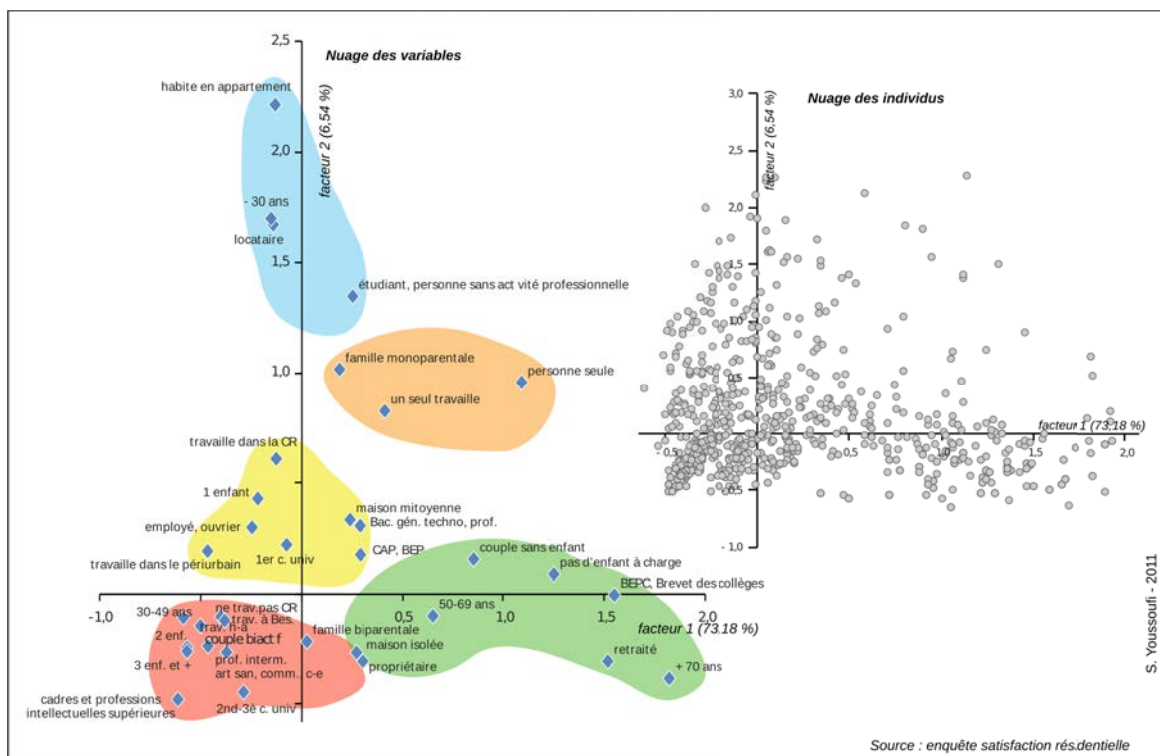 Nuage des variables
2,5
2,0
1,5
1,0
-1,0
0,5
1,0
1,5
2,0
facteur 2 (6,54 %)
facteur 1 (73.18 %)
habite en appartement
- 30 ans
locataire
étudiant, personne sans act vité professionnelle
famille monoparentale
personne seule
un seul travaille
travaille dans la CR
1 enfant
maison mitoyenne
employé, ouvrier
Bac. gén. techno, prof.
1er c. univ
CAP, BEP
travaille dans le périurbain
couple sans enfant
pas d'enfant à charge
BEPC, Brevet des collèges
50-69 ans
30-49 ans
ne trav.pas CR
trav. à Bes.
trav. h-à
2 enf.
couple biact f
famille biparentale
maison isolée
propriétaire
retraité
+ 70 ans
3 enf. et +
prof. interm.
art san, comm., c-e
cadres et professions
intellectuelles supérieures
2nd-3è c. univ
Nuage des individus
3,0
2,5
2,0
1,5
1,0
0,5
0,5
- 1,0
- 0,5
0,5
1,0
1,5
2,0
facteur 2 (6,54 %)
facteur 1 (73,18 %)
S. Youssoufi - 2011
Source : enquête satisfaction résidentielle